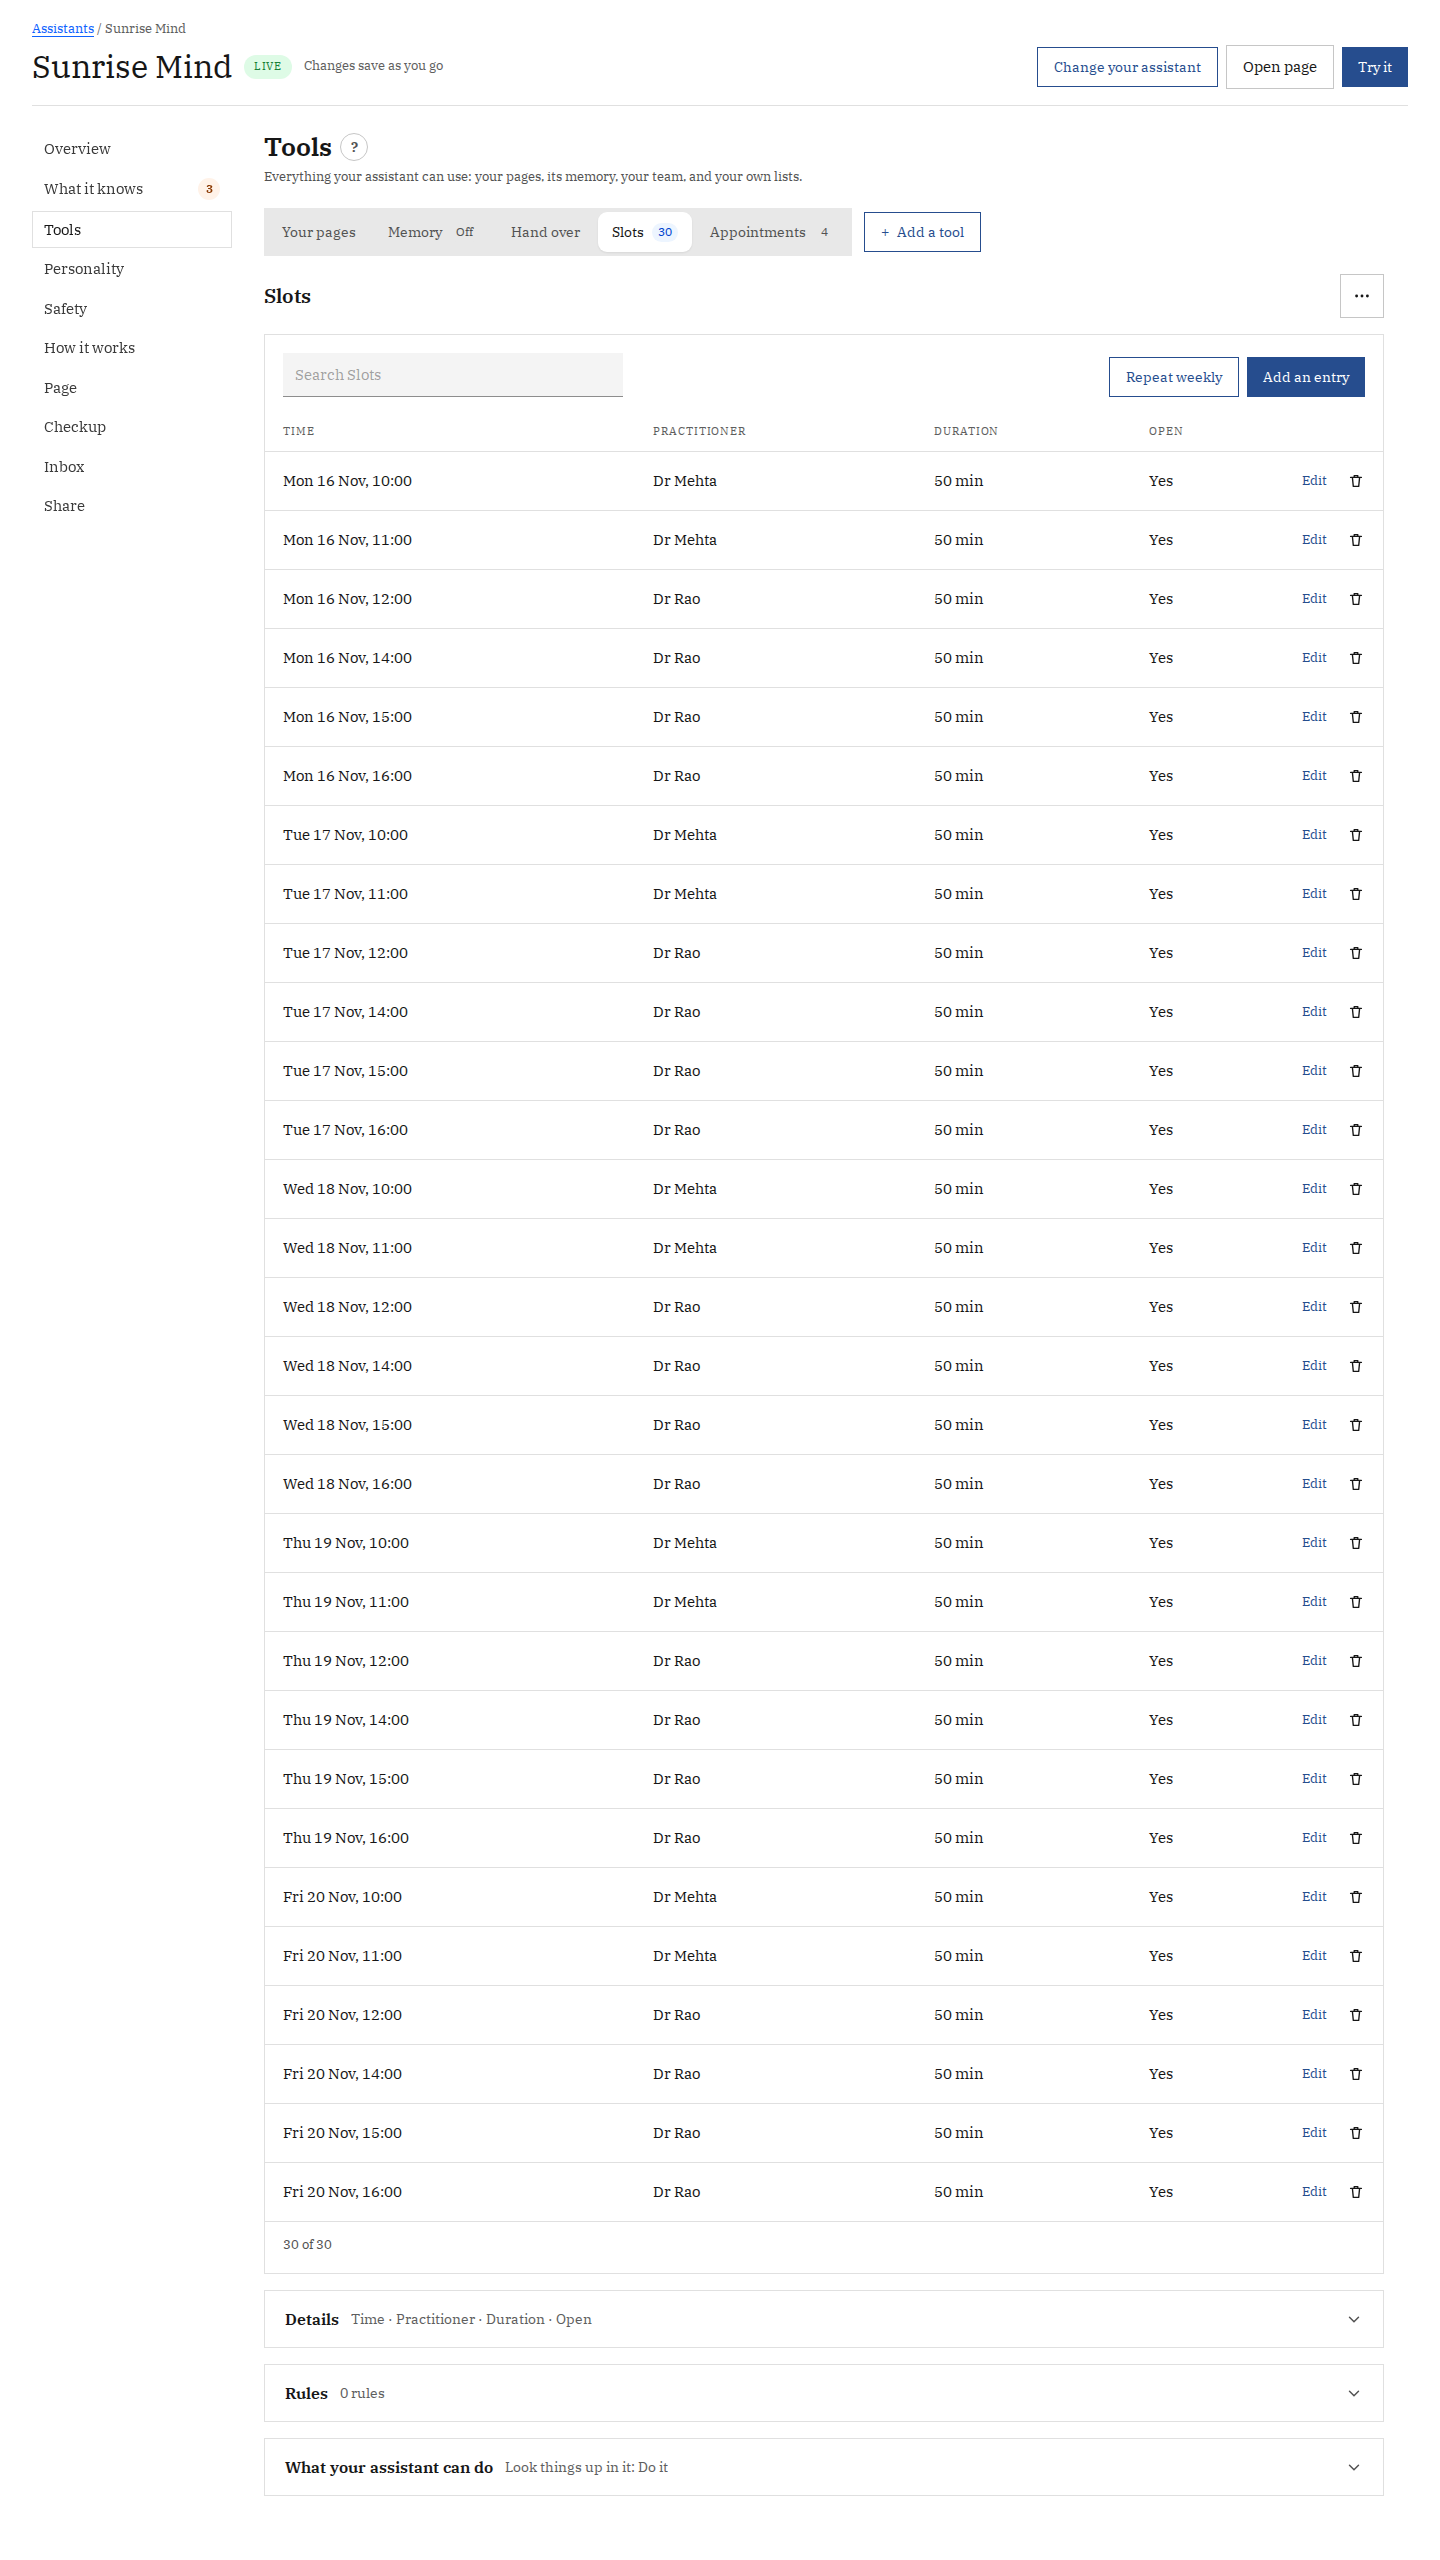 Assistants / Sunrise Mind
Sunrise Mind LIVE Changes save as you go Change your assistant Open page Try it
Overview
What it knows 3
Tools
Personality
Safety
How it works
Page
Checkup
Inbox
Share
Tools ?
Everything your assistant can use: your pages, its memory, your team, and your own lists.
Your pages Memory Off Hand over Slots 30 Appointments 4 + Add a tool
Slots
Search Slots Repeat weekly Add an entry
TIME PRACTITIONER DURATION OPEN
Mon 16 Nov, 10:00 Dr Mehta 50 min Yes Edit
Mon 16 Nov, 11:00 Dr Mehta 50 min Yes Edit
Mon 16 Nov, 12:00 Dr Rao 50 min Yes Edit
Mon 16 Nov, 14:00 Dr Rao 50 min Yes Edit
Mon 16 Nov, 15:00 Dr Rao 50 min Yes Edit
Mon 16 Nov, 16:00 Dr Rao 50 min Yes Edit
Tue 17 Nov, 10:00 Dr Mehta 50 min Yes Edit
Tue 17 Nov, 11:00 Dr Mehta 50 min Yes Edit
Tue 17 Nov, 12:00 Dr Rao 50 min Yes Edit
Tue 17 Nov, 14:00 Dr Rao 50 min Yes Edit
Tue 17 Nov, 15:00 Dr Rao 50 min Yes Edit
Tue 17 Nov, 16:00 Dr Rao 50 min Yes Edit
Wed 18 Nov, 10:00 Dr Mehta 50 min Yes Edit
Wed 18 Nov, 11:00 Dr Mehta 50 min Yes Edit
Wed 18 Nov, 12:00 Dr Rao 50 min Yes Edit
Wed 18 Nov, 14:00 Dr Rao 50 min Yes Edit
Wed 18 Nov, 15:00 Dr Rao 50 min Yes Edit
Wed 18 Nov, 16:00 Dr Rao 50 min Yes Edit
Thu 19 Nov, 10:00 Dr Mehta 50 min Yes Edit
Thu 19 Nov, 11:00 Dr Mehta 50 min Yes Edit
Thu 19 Nov, 12:00 Dr Rao 50 min Yes Edit
Thu 19 Nov, 14:00 Dr Rao 50 min Yes Edit
Thu 19 Nov, 15:00 Dr Rao 50 min Yes Edit
Thu 19 Nov, 16:00 Dr Rao 50 min Yes Edit
Fri 20 Nov, 10:00 Dr Mehta 50 min Yes Edit
Fri 20 Nov, 11:00 Dr Mehta 50 min Yes Edit
Fri 20 Nov, 12:00 Dr Rao 50 min Yes Edit
Fri 20 Nov, 14:00 Dr Rao 50 min Yes Edit
Fri 20 Nov, 15:00 Dr Rao 50 min Yes Edit
Fri 20 Nov, 16:00 Dr Rao 50 min Yes Edit
30 of 30
Details Time · Practitioner · Duration · Open
Rules 0 rules
What your assistant can do Look things up in it: Do it